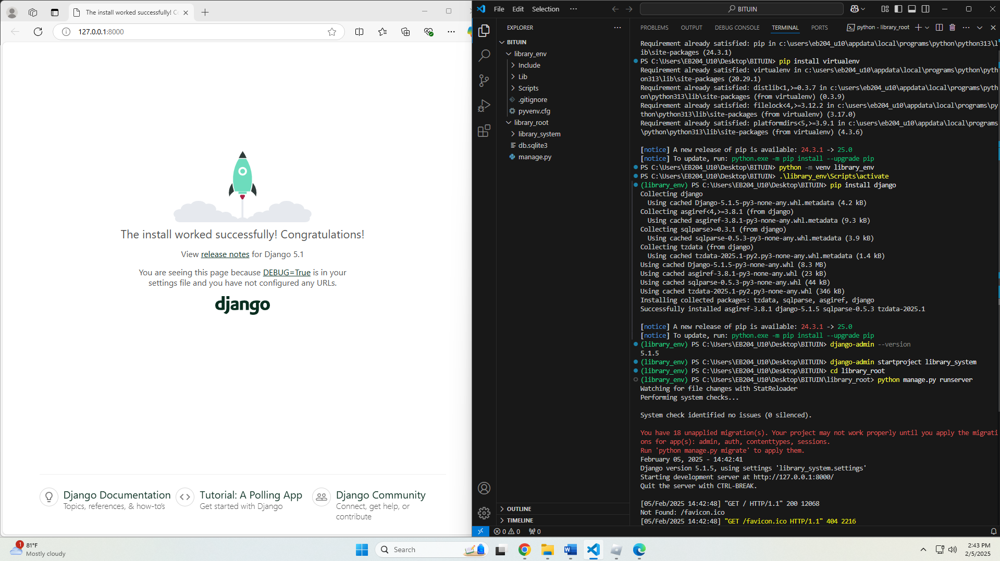 The install worked successfully! Co
127.0.0.1:8000
The install worked successfully! Congratulations!
View release notes for Django 5.1
You are seeing this page because DEBUG=True is in your
settings file and you have not configured any URLs.
django
Django Documentation
Topics, references, & how-to's
Tutorial: A Polling App
Get started with Django
Django Community
Connect, get help, or
contribute
File Edit Selection ···
BITUIN
EXPLORER
BITUIN
library_env
Include
Lib
Scripts
.gitignore
pyvenv.cfg
library_root
library_system
db.sqlite3
manage.py
OUTLINE
TIMELINE
PROBLEMS OUTPUT DEBUG CONSOLE TERMINAL PORTS python - library_root
Requirement already satisfied: pip in c:\users\eb204_u10\appdata\local\programs\python\python313\l
ib\site-packages (24.3.1)
PS C:\Users\EB204_U10\Desktop\BITUIN> pip install virtualenv
Requirement already satisfied: virtualenv in c:\users\eb204_u10\appdata\local\programs\python\pyth
on313\lib\site-packages (20.29.1)
Requirement already satisfied: distlib<1,>=0.3.7 in c:\users\eb204_u10\appdata\local\programs\pyth
on\python313\lib\site-packages (from virtualenv) (0.3.9)
Requirement already satisfied: filelock<4,>=3.12.2 in c:\users\eb204_u10\appdata\local\programs\py
thon\python313\lib\site-packages (from virtualenv) (3.17.0)
Requirement already satisfied: platformdirs<5,>=3.9.1 in c:\users\eb204_u10\appdata\local\programs
\python\python313\lib\site-packages (from virtualenv) (4.3.6)
[notice] A new release of pip is available: 24.3.1 -> 25.0
[notice] To update, run: python.exe -m pip install --upgrade pip
PS C:\Users\EB204_U10\Desktop\BITUIN> python -m venv library_env
PS C:\Users\EB204_U10\Desktop\BITUIN> .\library_env\Scripts\activate
(library_env) PS C:\Users\EB204_U10\Desktop\BITUIN> pip install django
Collecting django
Using cached Django-5.1.5-py3-none-any.whl.metadata (4.2 kB)
Collecting asgiref<4,>=3.8.1 (from django)
Using cached asgiref-3.8.1-py3-none-any.whl.metadata (9.3 kB)
Collecting sqlparse>=0.3.1 (from django)
Using cached sqlparse-0.5.3-py3-none-any.whl.metadata (3.9 kB)
Collecting tzdata (from django)
Using cached tzdata-2025.1-py2.py3-none-any.whl.metadata (1.4 kB)
Using cached Django-5.1.5-py3-none-any.whl (8.3 MB)
Using cached asgiref-3.8.1-py3-none-any.whl (23 kB)
Using cached sqlparse-0.5.3-py3-none-any.whl (44 kB)
Using cached tzdata-2025.1-py2.py3-none-any.whl (346 kB)
Installing collected packages: tzdata, sqlparse, asgiref, django
Successfully installed asgiref-3.8.1 django-5.1.5 sqlparse-0.5.3 tzdata-2025.1
[notice] A new release of pip is available: 24.3.1 -> 25.0
[notice] To update, run: python.exe -m pip install --upgrade pip
(library_env) PS C:\Users\EB204_U10\Desktop\BITUIN> django-admin --version
5.1.5
(library_env) PS C:\Users\EB204_U10\Desktop\BITUIN> django-admin startproject library_system
(library_env) PS C:\Users\EB204_U10\Desktop\BITUIN> cd library_root
(library_env) PS C:\Users\EB204_U10\Desktop\BITUIN\library_root> python manage.py runserver
Watching for file changes with StatReloader
Performing system checks...
System check identified no issues (0 silenced).
You have 18 unapplied migration(s). Your project may not work properly until you apply the migrati
ons for app(s): admin, auth, contenttypes, sessions.
Run 'python manage.py migrate' to apply them.
February 05, 2025 - 14:42:41
Django version 5.1.5, using settings 'library_system.settings'
Starting development server at http://127.0.0.1:8000/
Quit the server with CTRL-BREAK.
[05/Feb/2025 14:42:48] "GET / HTTP/1.1" 200 12068
Not Found: /favicon.ico
[05/Feb/2025 14:42:48] "GET /favicon.ico HTTP/1.1" 404 2216
0 0 0
1
81°F
Mostly cloudy
Search
2:43 PM
2/5/2025